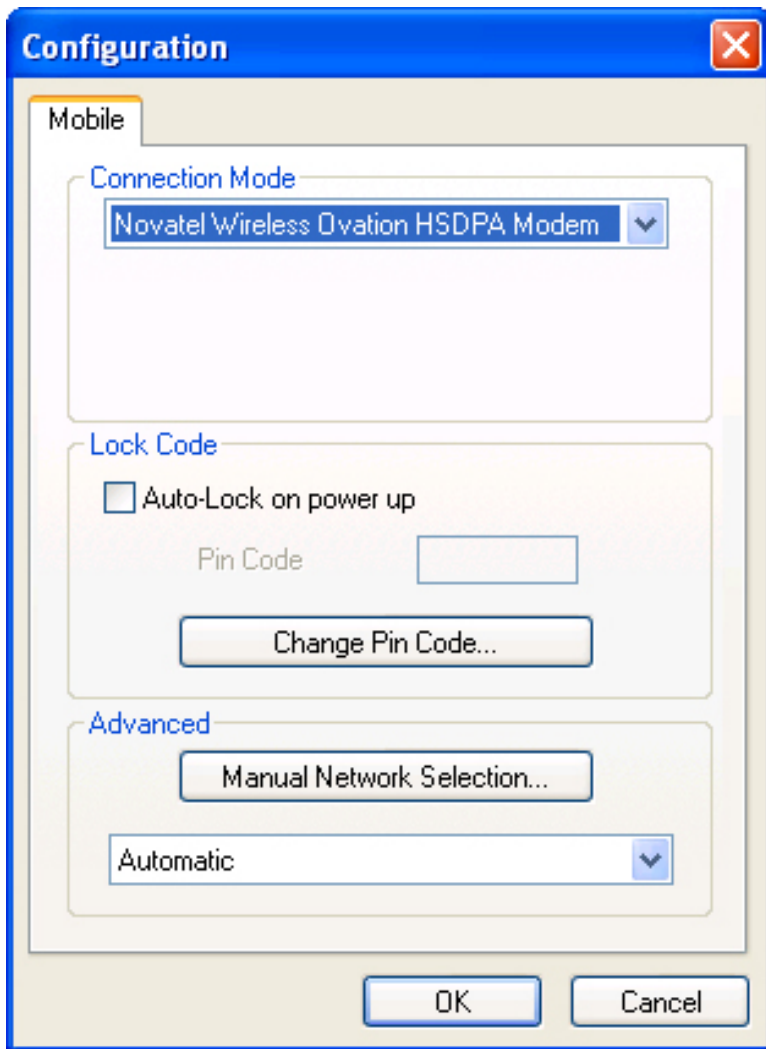 Configuration
Mobile
Connection Mode
Novatel Wireless Ovation HSDPA Modem
Lock Code
Auto-Lock on power up
Pin Code
Change Pin Code...
Advanced
Manual Network Selection...
Automatic
OK Cancel